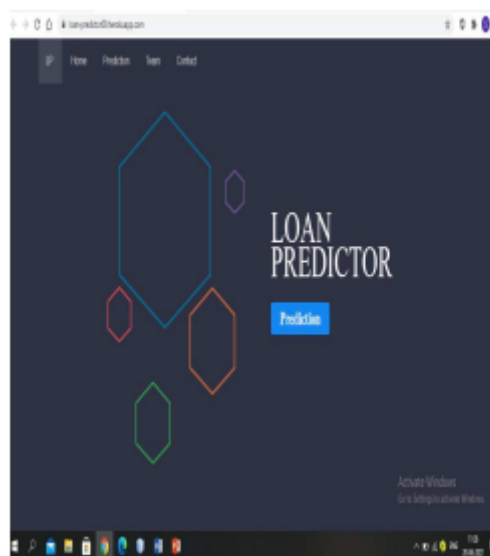 Home Prediction Team Contact
LOAN
PREDICTOR
Prediction
Activate Windows
Go to Settings to activate Windows.